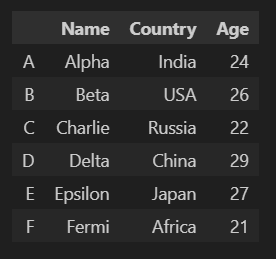 Name Country Age
A Alpha India 24
B Beta USA 26
C Charlie Russia 22
D Delta China 29
E Epsilon Japan 27
F Fermi Africa 21